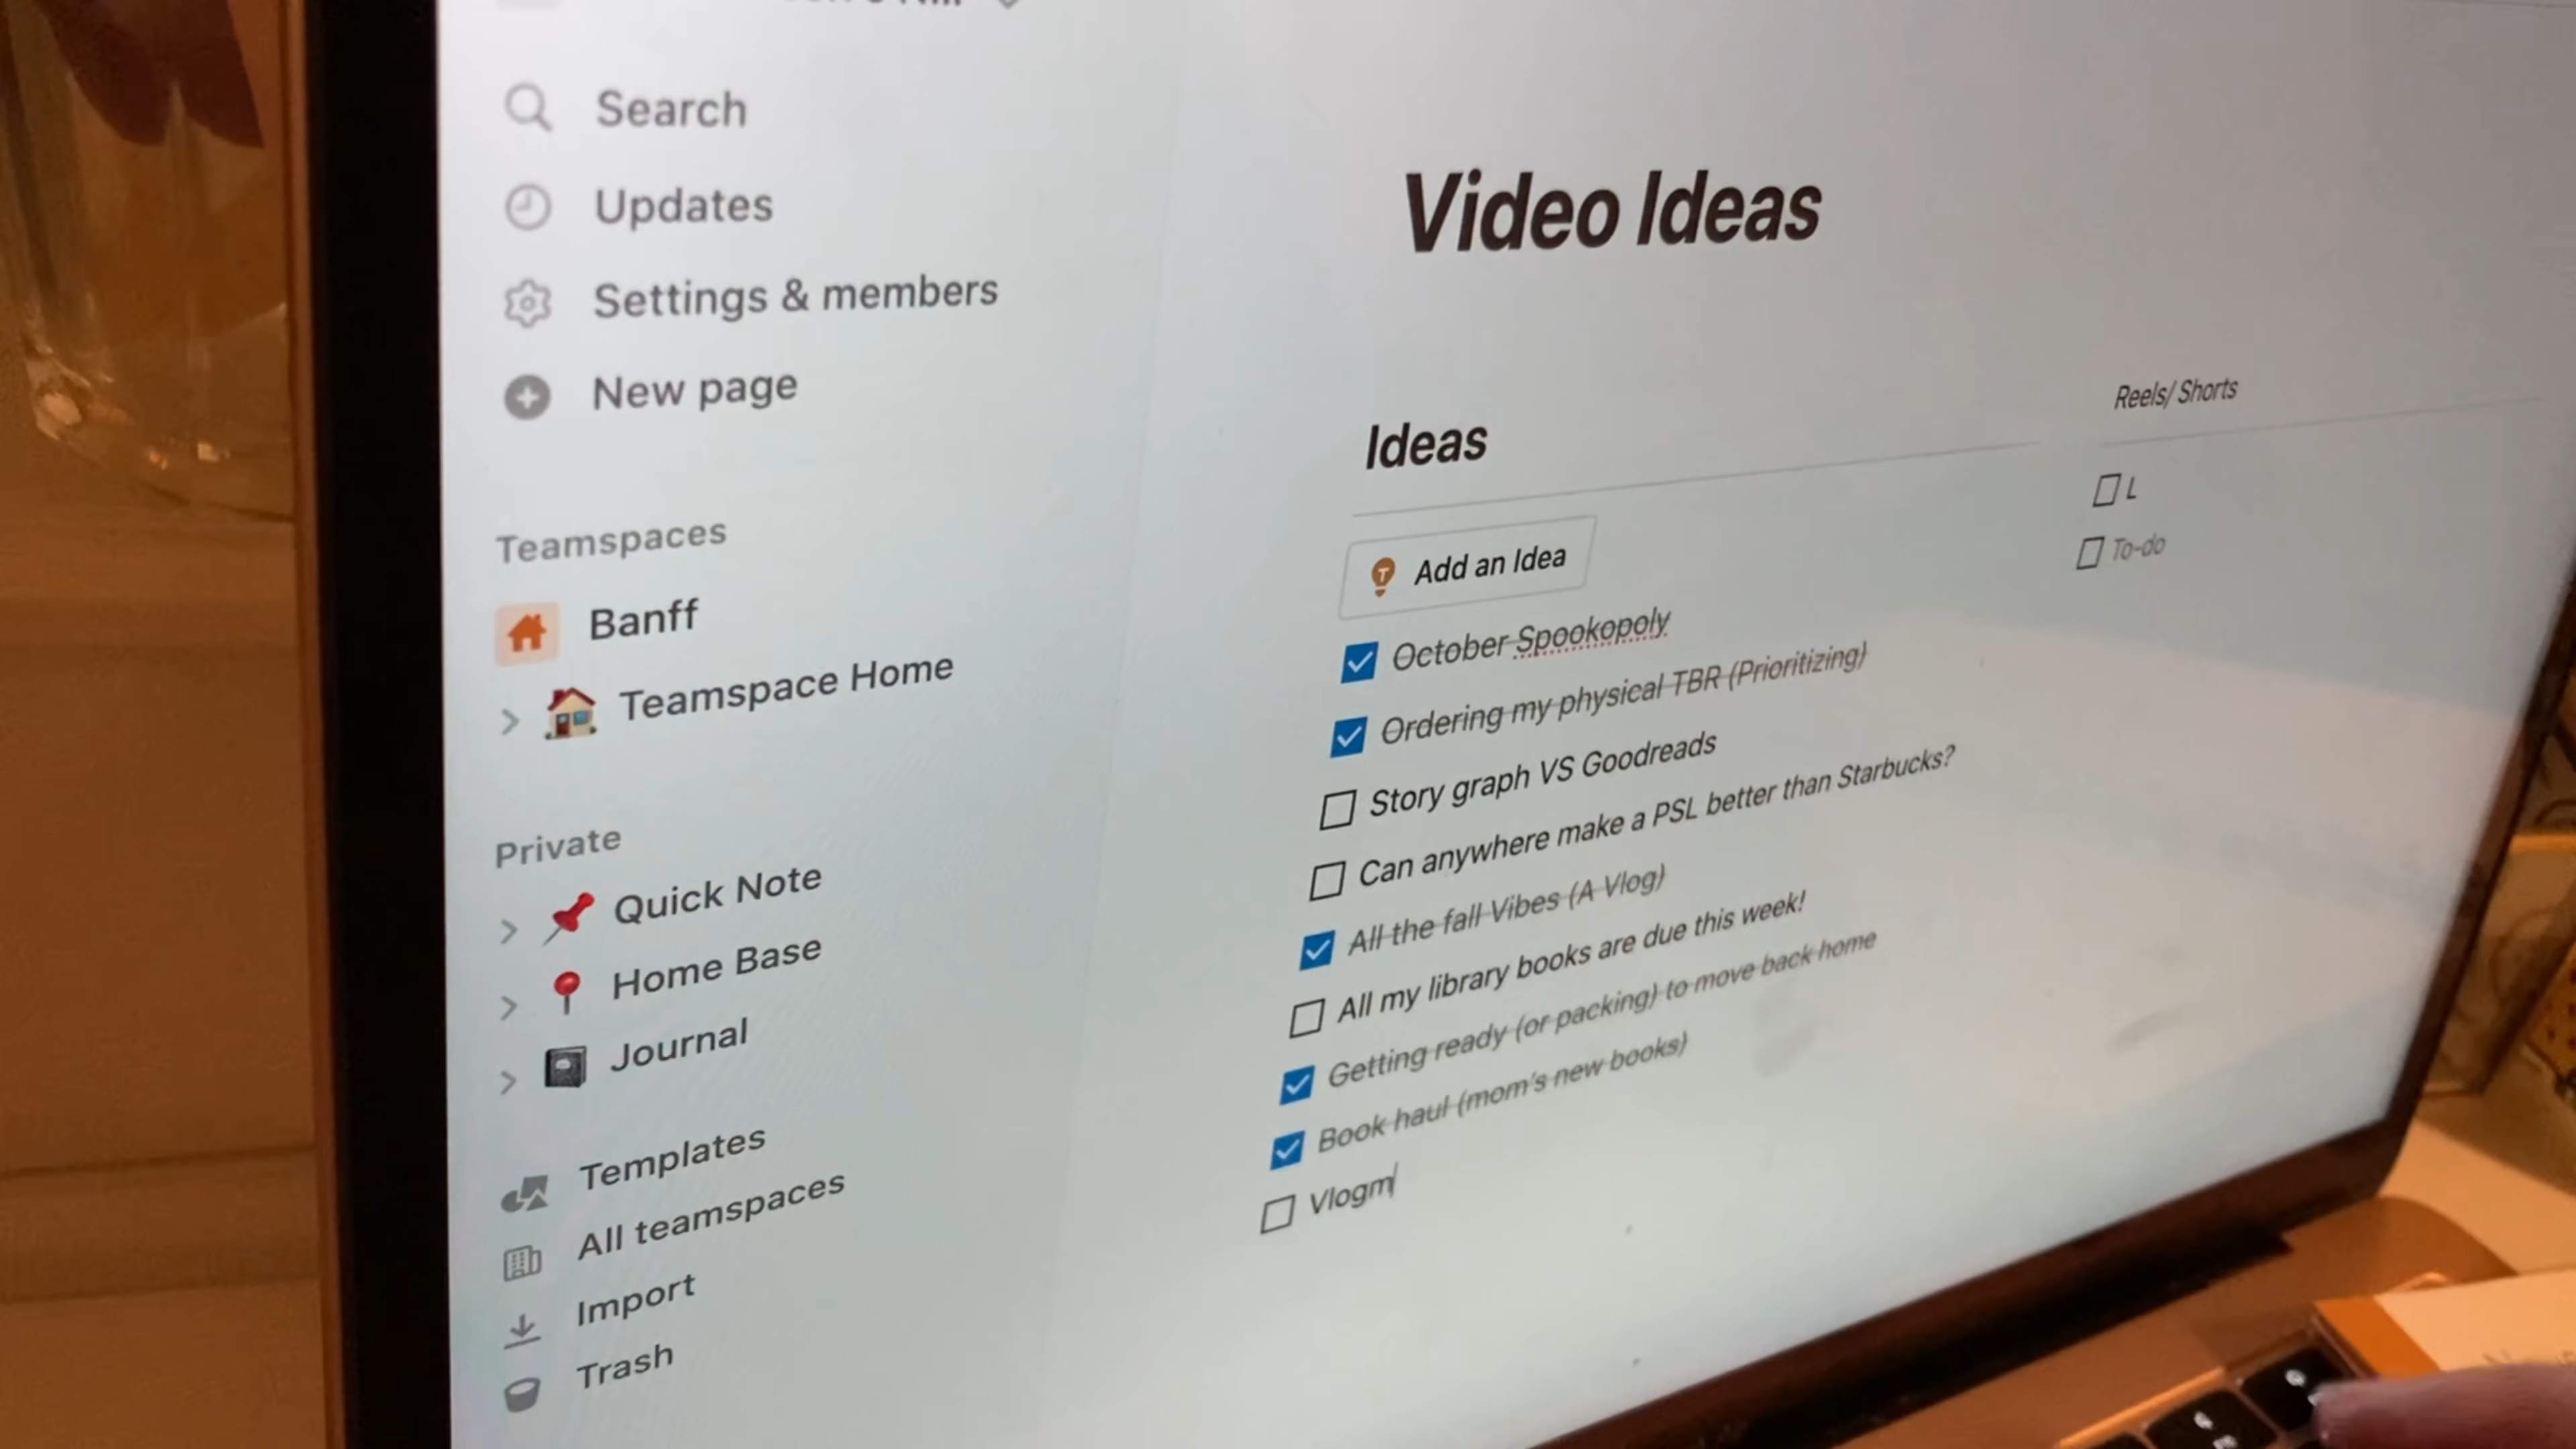 Search
Updates
Settings & members
New page
Teamspaces
Banff
Teamspace Home
Private
Quick Note
Home Base
Journal
Templates
All teamspaces
Import
Trash
Video Ideas
Ideas
Add an Idea
October Spookopoly
Ordering my physical TBR (Prioritizing)
Story graph VS Goodreads
Can anywhere make a PSL better than Starbucks?
All the fall Vibes (A Vlog)
All my library books are due this week!
Getting ready (or packing) to move back home
Book haul (mom's new books)
Vlogm
Reels/ Shorts
L
To-do